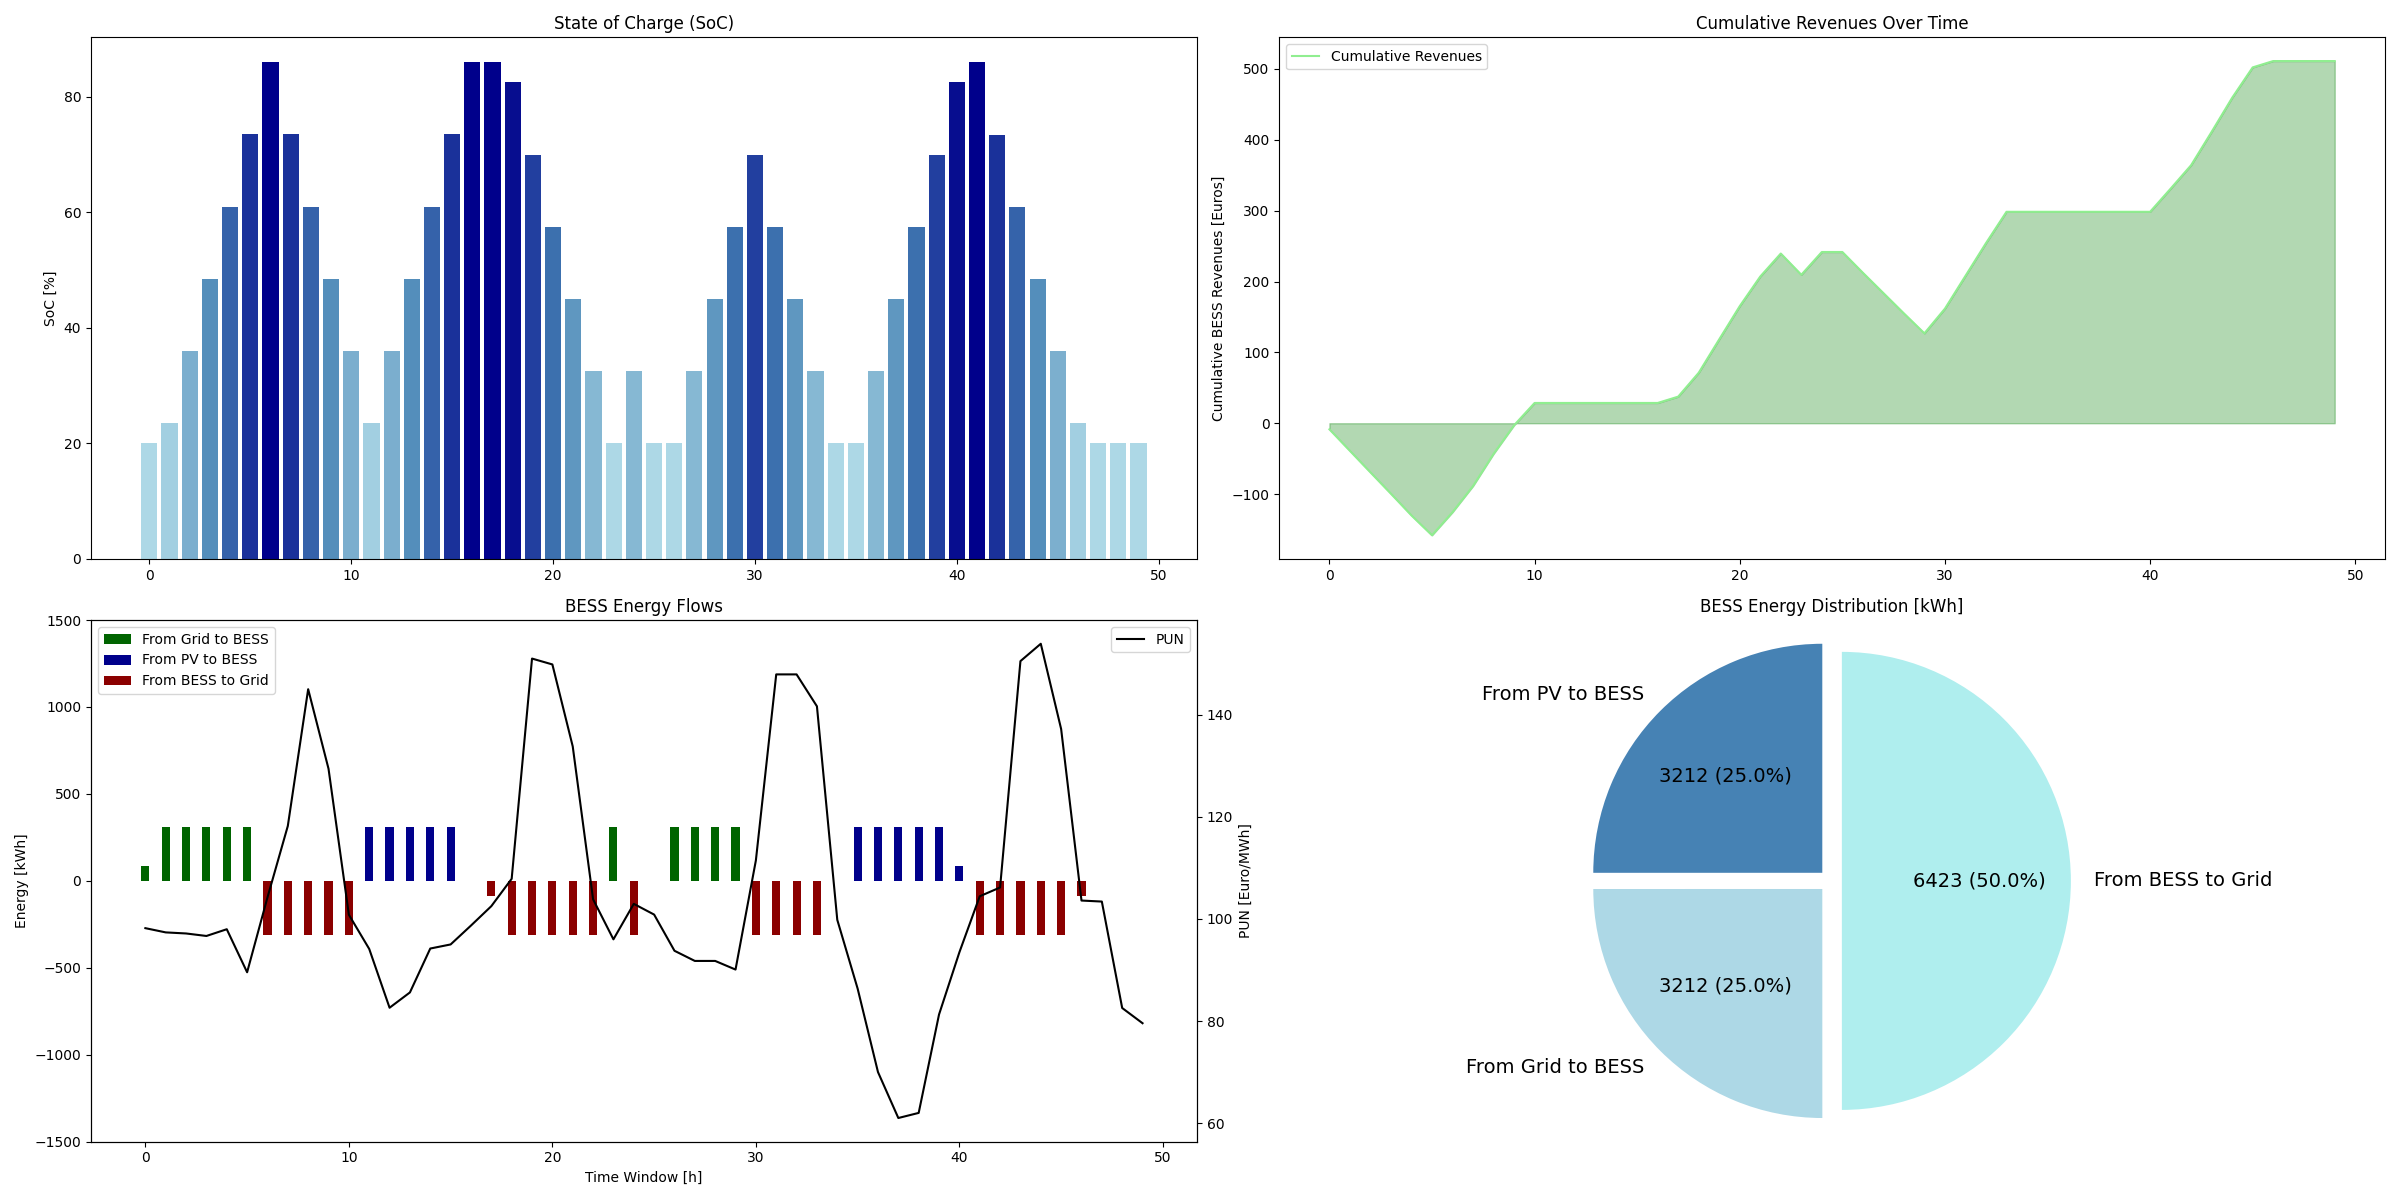 State of Charge (SoC)
SoC [%]
80
60
40
20
0
0 10 20 30 40 50
Cumulative Revenues Over Time
Cumulative Revenues
Cumulative BESS Revenues [Euros]
500
400
300
200
100
0
−100
0 10 20 30 40 50
BESS Energy Flows
From Grid to BESS
From PV to BESS
From BESS to Grid
PUN
Energy [kWh]
1500
1000
500
0
−500
−1000
−1500
140
120
100
80
60
PUN [Euro/MWh]
0 10 20 30 40 50
Time Window [h]
BESS Energy Distribution [kWh]
From PV to BESS
3212 (25.0%)
6423 (50.0%)
From BESS to Grid
3212 (25.0%)
From Grid to BESS